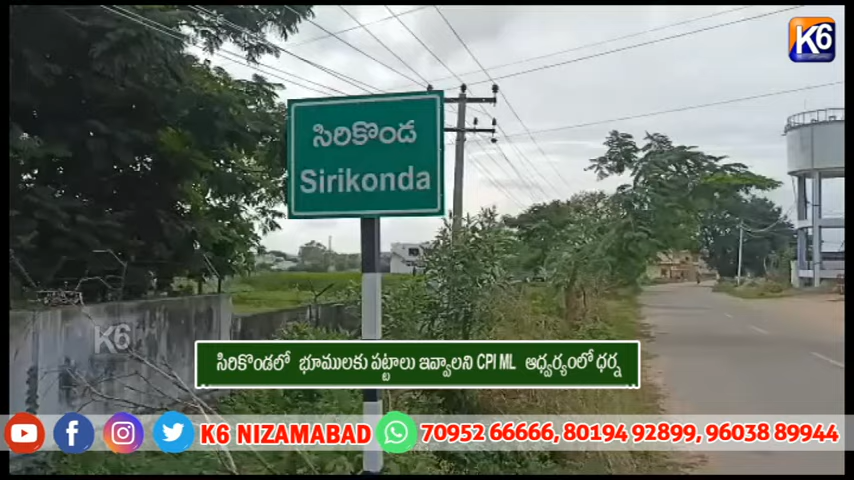 K6
సిరికొండ
Sirikonda
K6
సిరికొండలో భూములకు పట్టాలు ఇవ్వాలని CPI ML ఆధ్వర్యంలో ధర్న
K6 NIZAMABAD 70952 66666, 80194 92899, 96038 89944